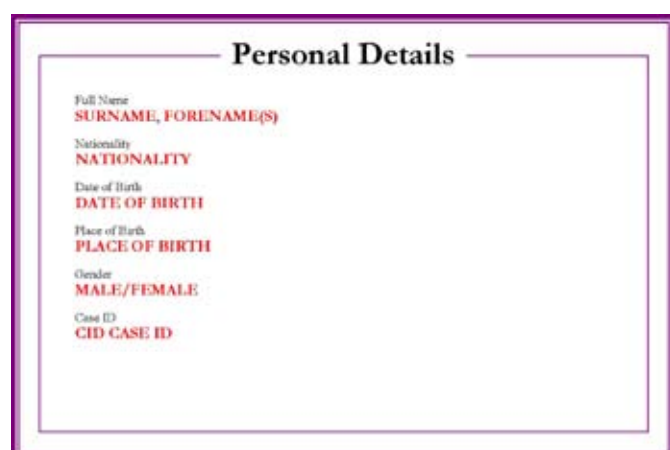 Personal Details
Full Name
SURNAME, FORENAME(S)
Nationality
NATIONALITY
Date of Birth
DATE OF BIRTH
Place of Birth
PLACE OF BIRTH
Gender
MALE/FEMALE
Case ID
CID CASE ID